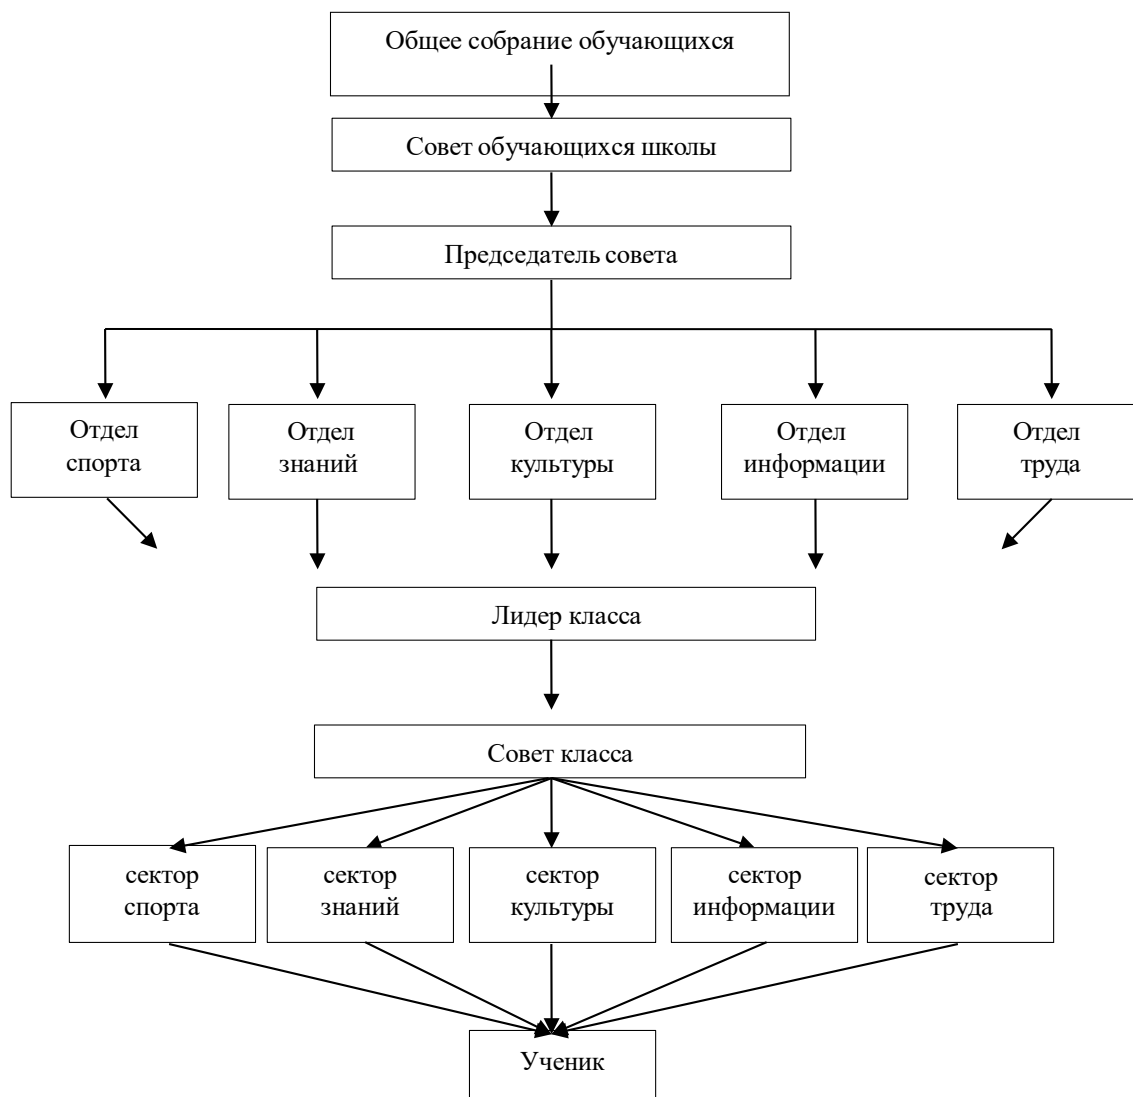 Общее собрание обучающихся
Совет обучающихся школы
Председатель совета
Отдел
спорта
Отдел
знаний
Отдел
культуры
Отдел
информации
Отдел
труда
Лидер класса
Совет класса
сектор
спорта
сектор
знаний
сектор
культуры
сектор
информации
сектор
труда
Ученик